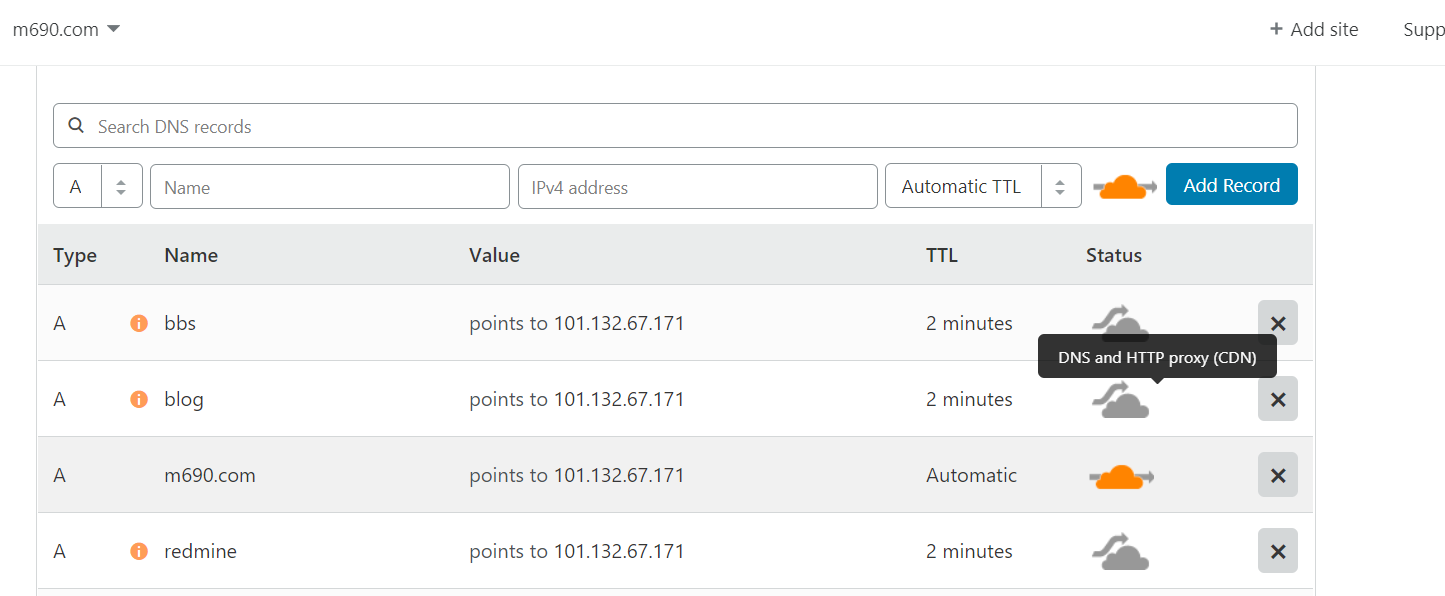 m690.com
+ Add site
Supp
Search DNS records
A
Name
IPv4 address
Automatic TTL
Add Record
Type Name Value TTL Status
A bbs points to 101.132.67.171 2 minutes
DNS and HTTP proxy (CDN)
A blog points to 101.132.67.171 2 minutes
A m690.com points to 101.132.67.171 Automatic
A redmine points to 101.132.67.171 2 minutes